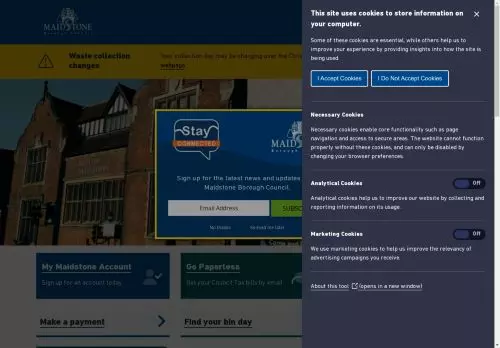 MAIDSTONE
Waste collection
changes
Your collection day may be changing over the Chris
website
Stay
CONNECTED
MAIDS
Borough
Sign up for the latest news and updates
Maidstone Borough Council.
Email Address
SUBSC
No thanks
Remind me later
My Maidstone Account
Sign up for an account today
Go Paperless
Get your Council Tax bills by email
Make a payment
Find your bin day
This site uses cookies to store information on
your computer.
Some of these cookies are essential, while others help us to
improve your experience by providing insights into how the site is
being used.
I Accept Cookies
I Do Not Accept Cookies
Necessary Cookies
Necessary cookies enable core functionality such as page
navigation and access to secure areas. The website cannot function
properly without these cookies, and can only be disabled by
changing your browser preferences.
Analytical Cookies
Off
Analytical cookies help us to improve our website by collecting and
reporting information on its usage.
Marketing Cookies
Off
We use marketing cookies to help us improve the relevancy of
advertising campaigns you receive.
About this tool (opens in a new window)